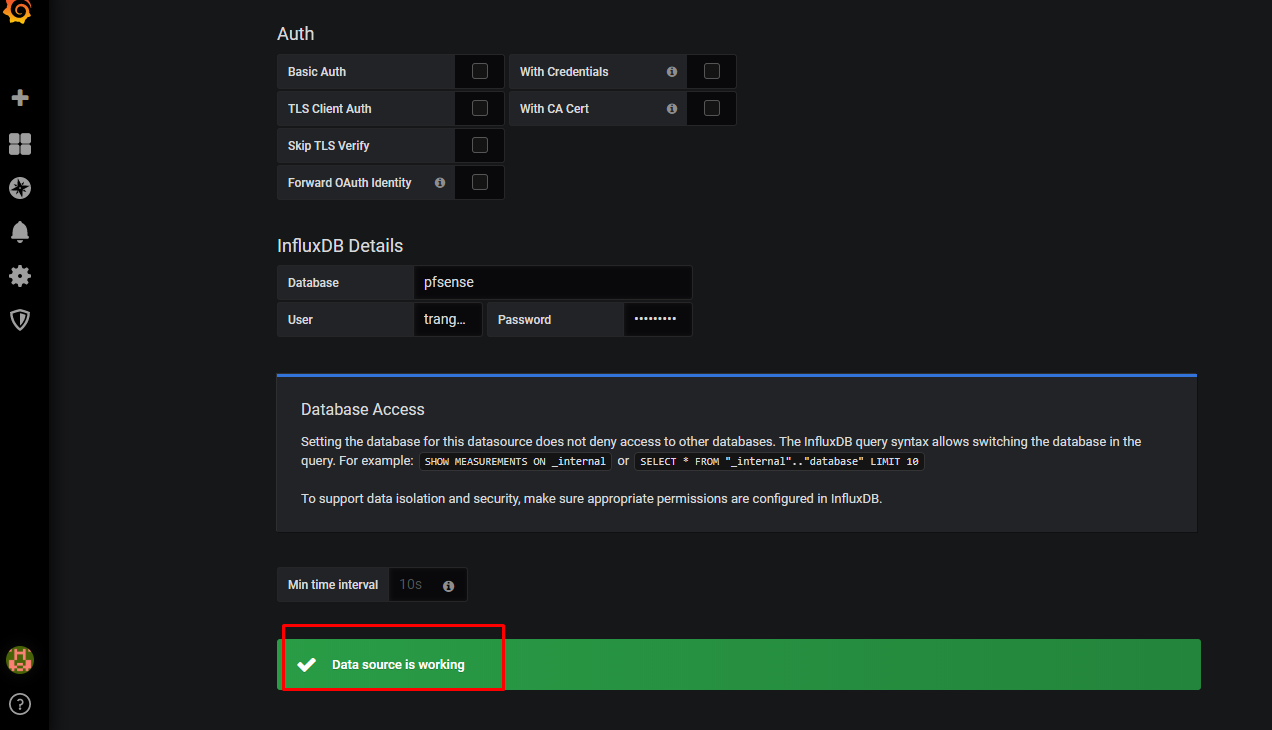 Auth
Basic Auth With Credentials
TLS Client Auth With CA Cert
Skip TLS Verify
Forward OAuth Identity
InfluxDB Details
Database pfsense
User trang... Password •••••••••
Database Access
Setting the database for this datasource does not deny access to other databases. The InfluxDB query syntax allows switching the database in the
query. For example: SHOW MEASUREMENTS ON _internal or SELECT * FROM "_internal".."database" LIMIT 10
To support data isolation and security, make sure appropriate permissions are configured in InfluxDB.
Min time interval 10s
Data source is working